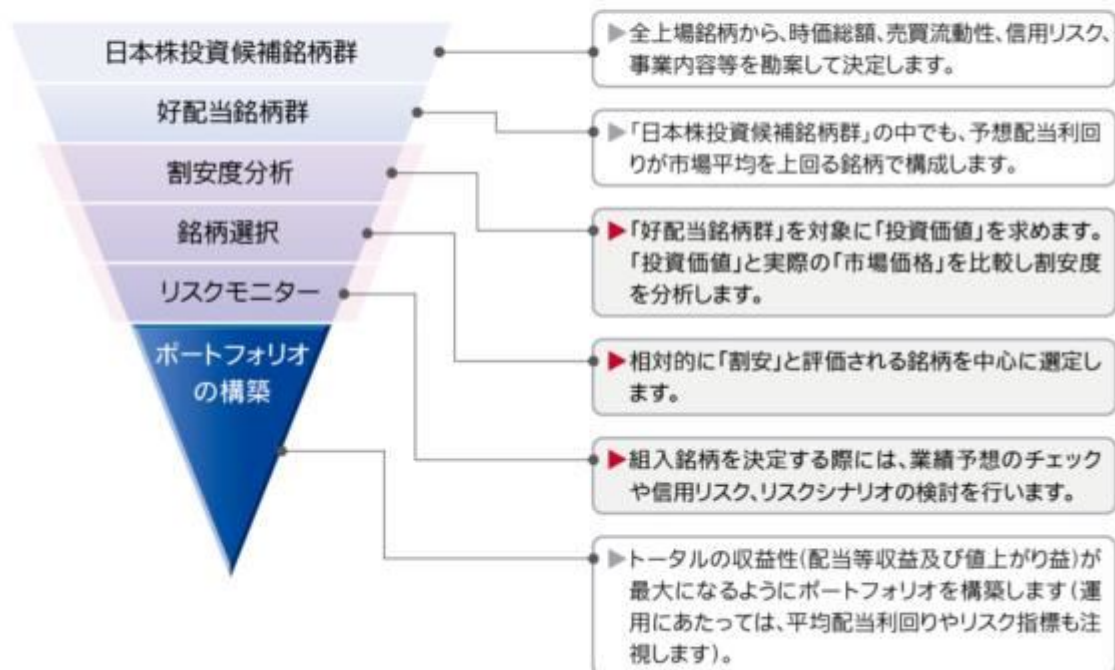 日本株投資候補銘柄群
▶全上場銘柄から、時価総額、売買流動性、信用リスク、
事業内容等を勘案して決定します。
好配当銘柄群
▶「日本株投資候補銘柄群」の中でも、予想配当利回
りが市場平均を上回る銘柄で構成します。
割安度分析
▶「好配当銘柄群」を対象に「投資価値」を求めます。
「投資価値」と実際の「市場価格」を比較し割安度
を分析します。
銘柄選択
▶相対的に「割安」と評価される銘柄を中心に選定し
ます。
リスクモニター
▶組入銘柄を決定する際には、業績予想のチェック
や信用リスク、リスクシナリオの検討を行います。
ポートフォリオ
の構築
▶トータルの収益性(配当等収益及び値上がり益)が
最大になるようにポートフォリオを構築します(運
用にあたっては、平均配当利回りやリスク指標も注
視します)。